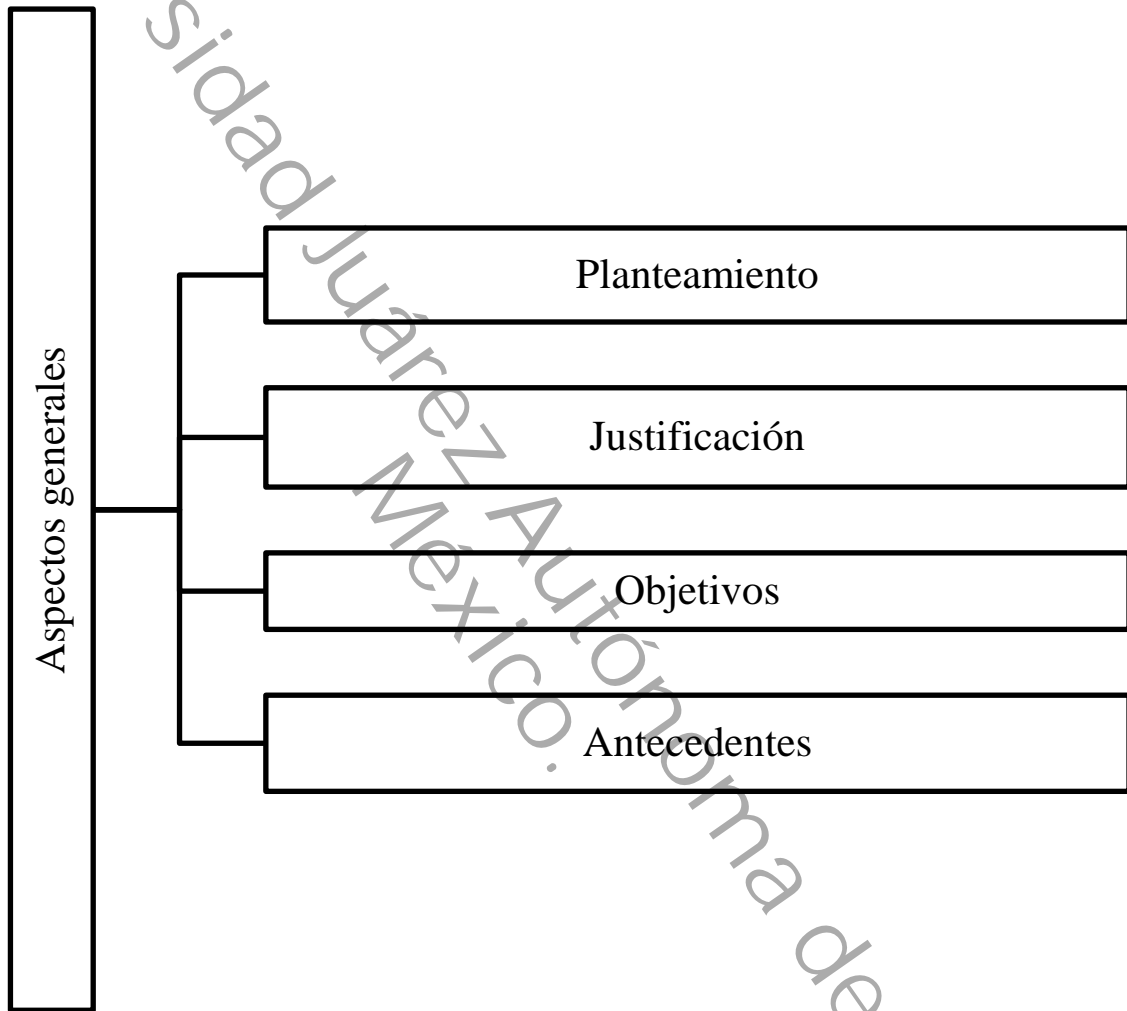 Aspectos generales
Planteamiento
Justificación
Objetivos
Antecedentes
sidad Juárez Autónoma de
México.